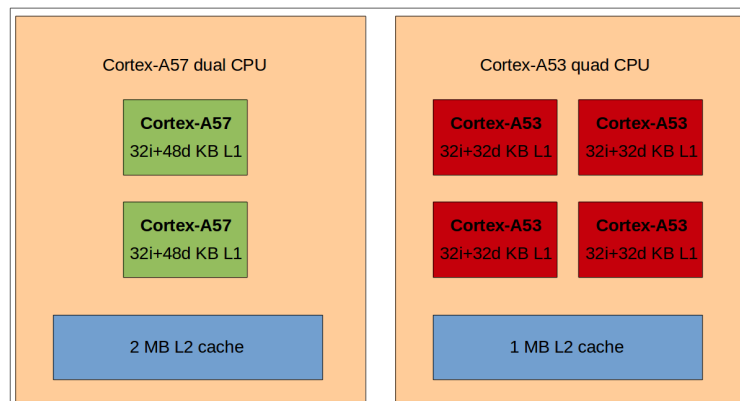 Cortex-A57 dual CPU
Cortex-A57
32i+48d KB L1
Cortex-A57
32i+48d KB L1
2 MB L2 cache
Cortex-A53 quad CPU
Cortex-A53
32i+32d KB L1
Cortex-A53
32i+32d KB L1
Cortex-A53
32i+32d KB L1
Cortex-A53
32i+32d KB L1
1 MB L2 cache